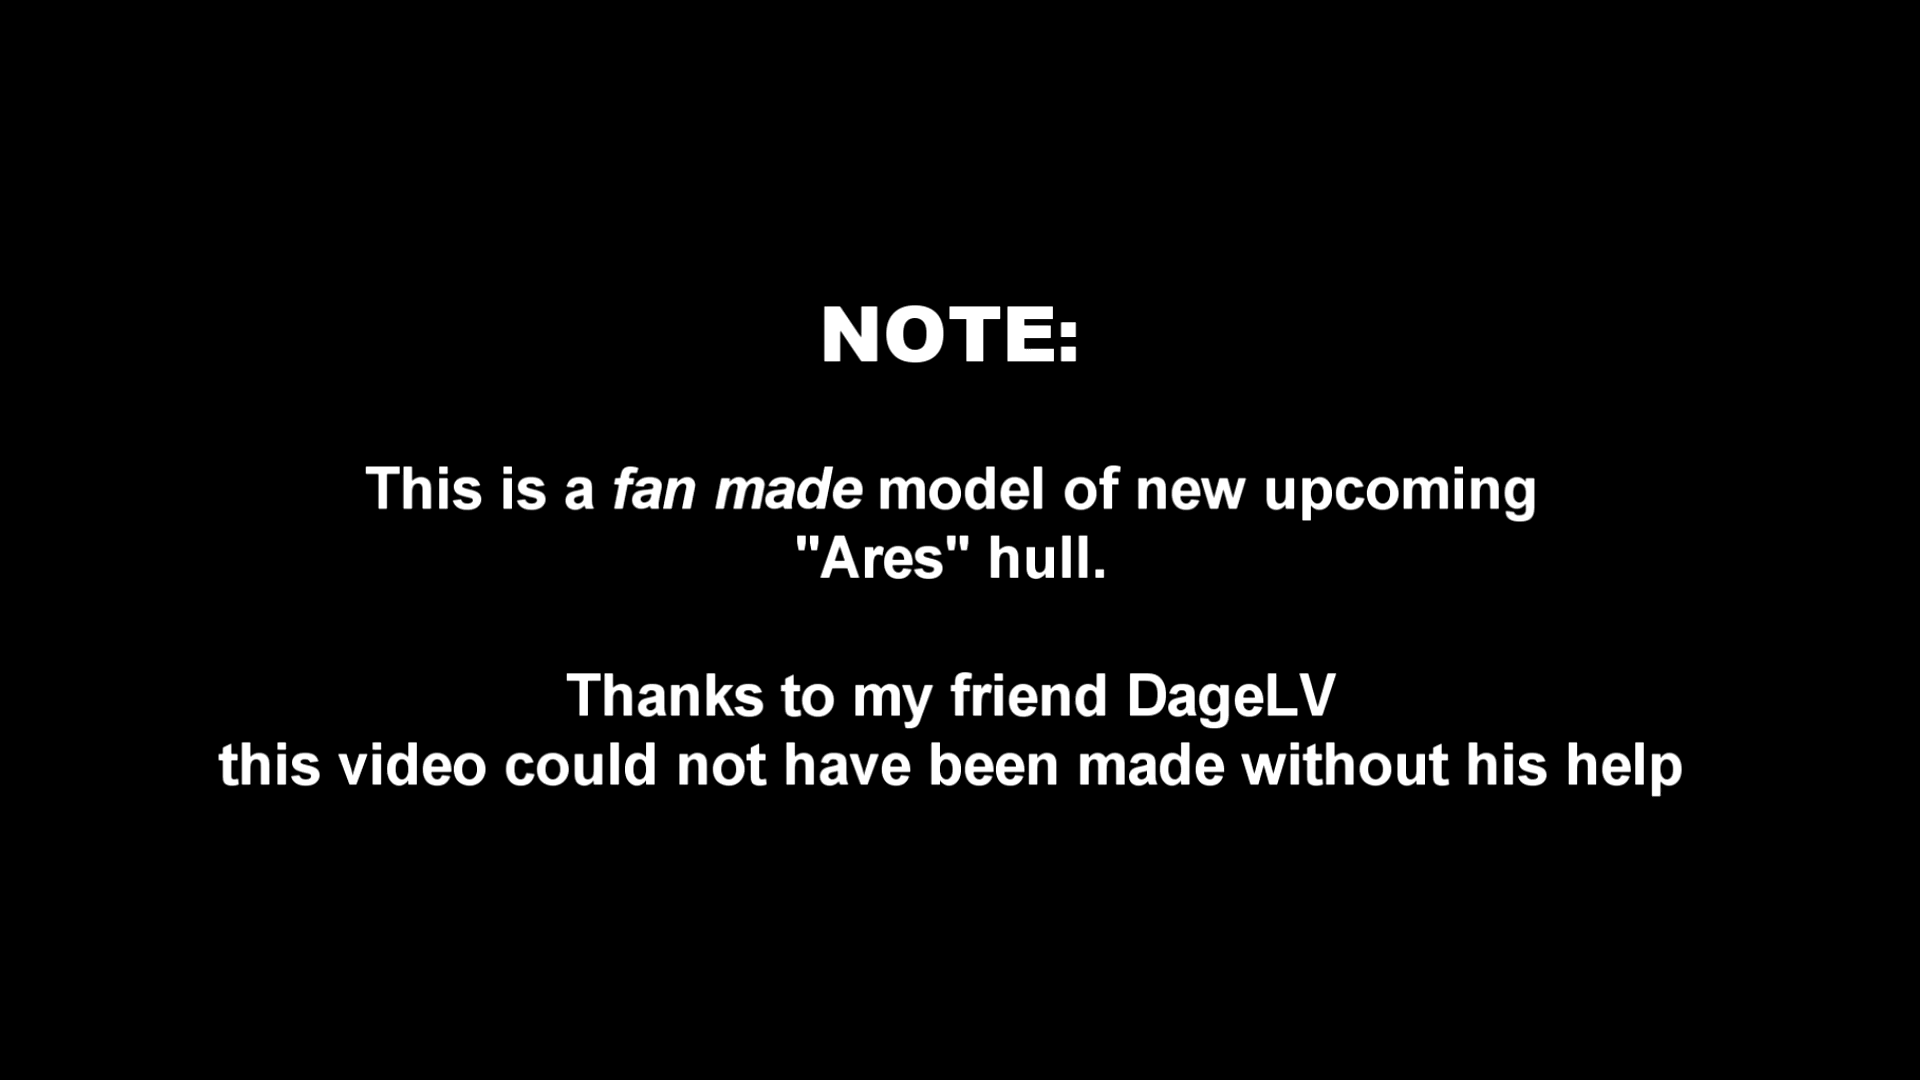 NOTE:
This is a fan made model of new upcoming
"Ares" hull.
Thanks to my friend DageLV
this video could not have been made without his help